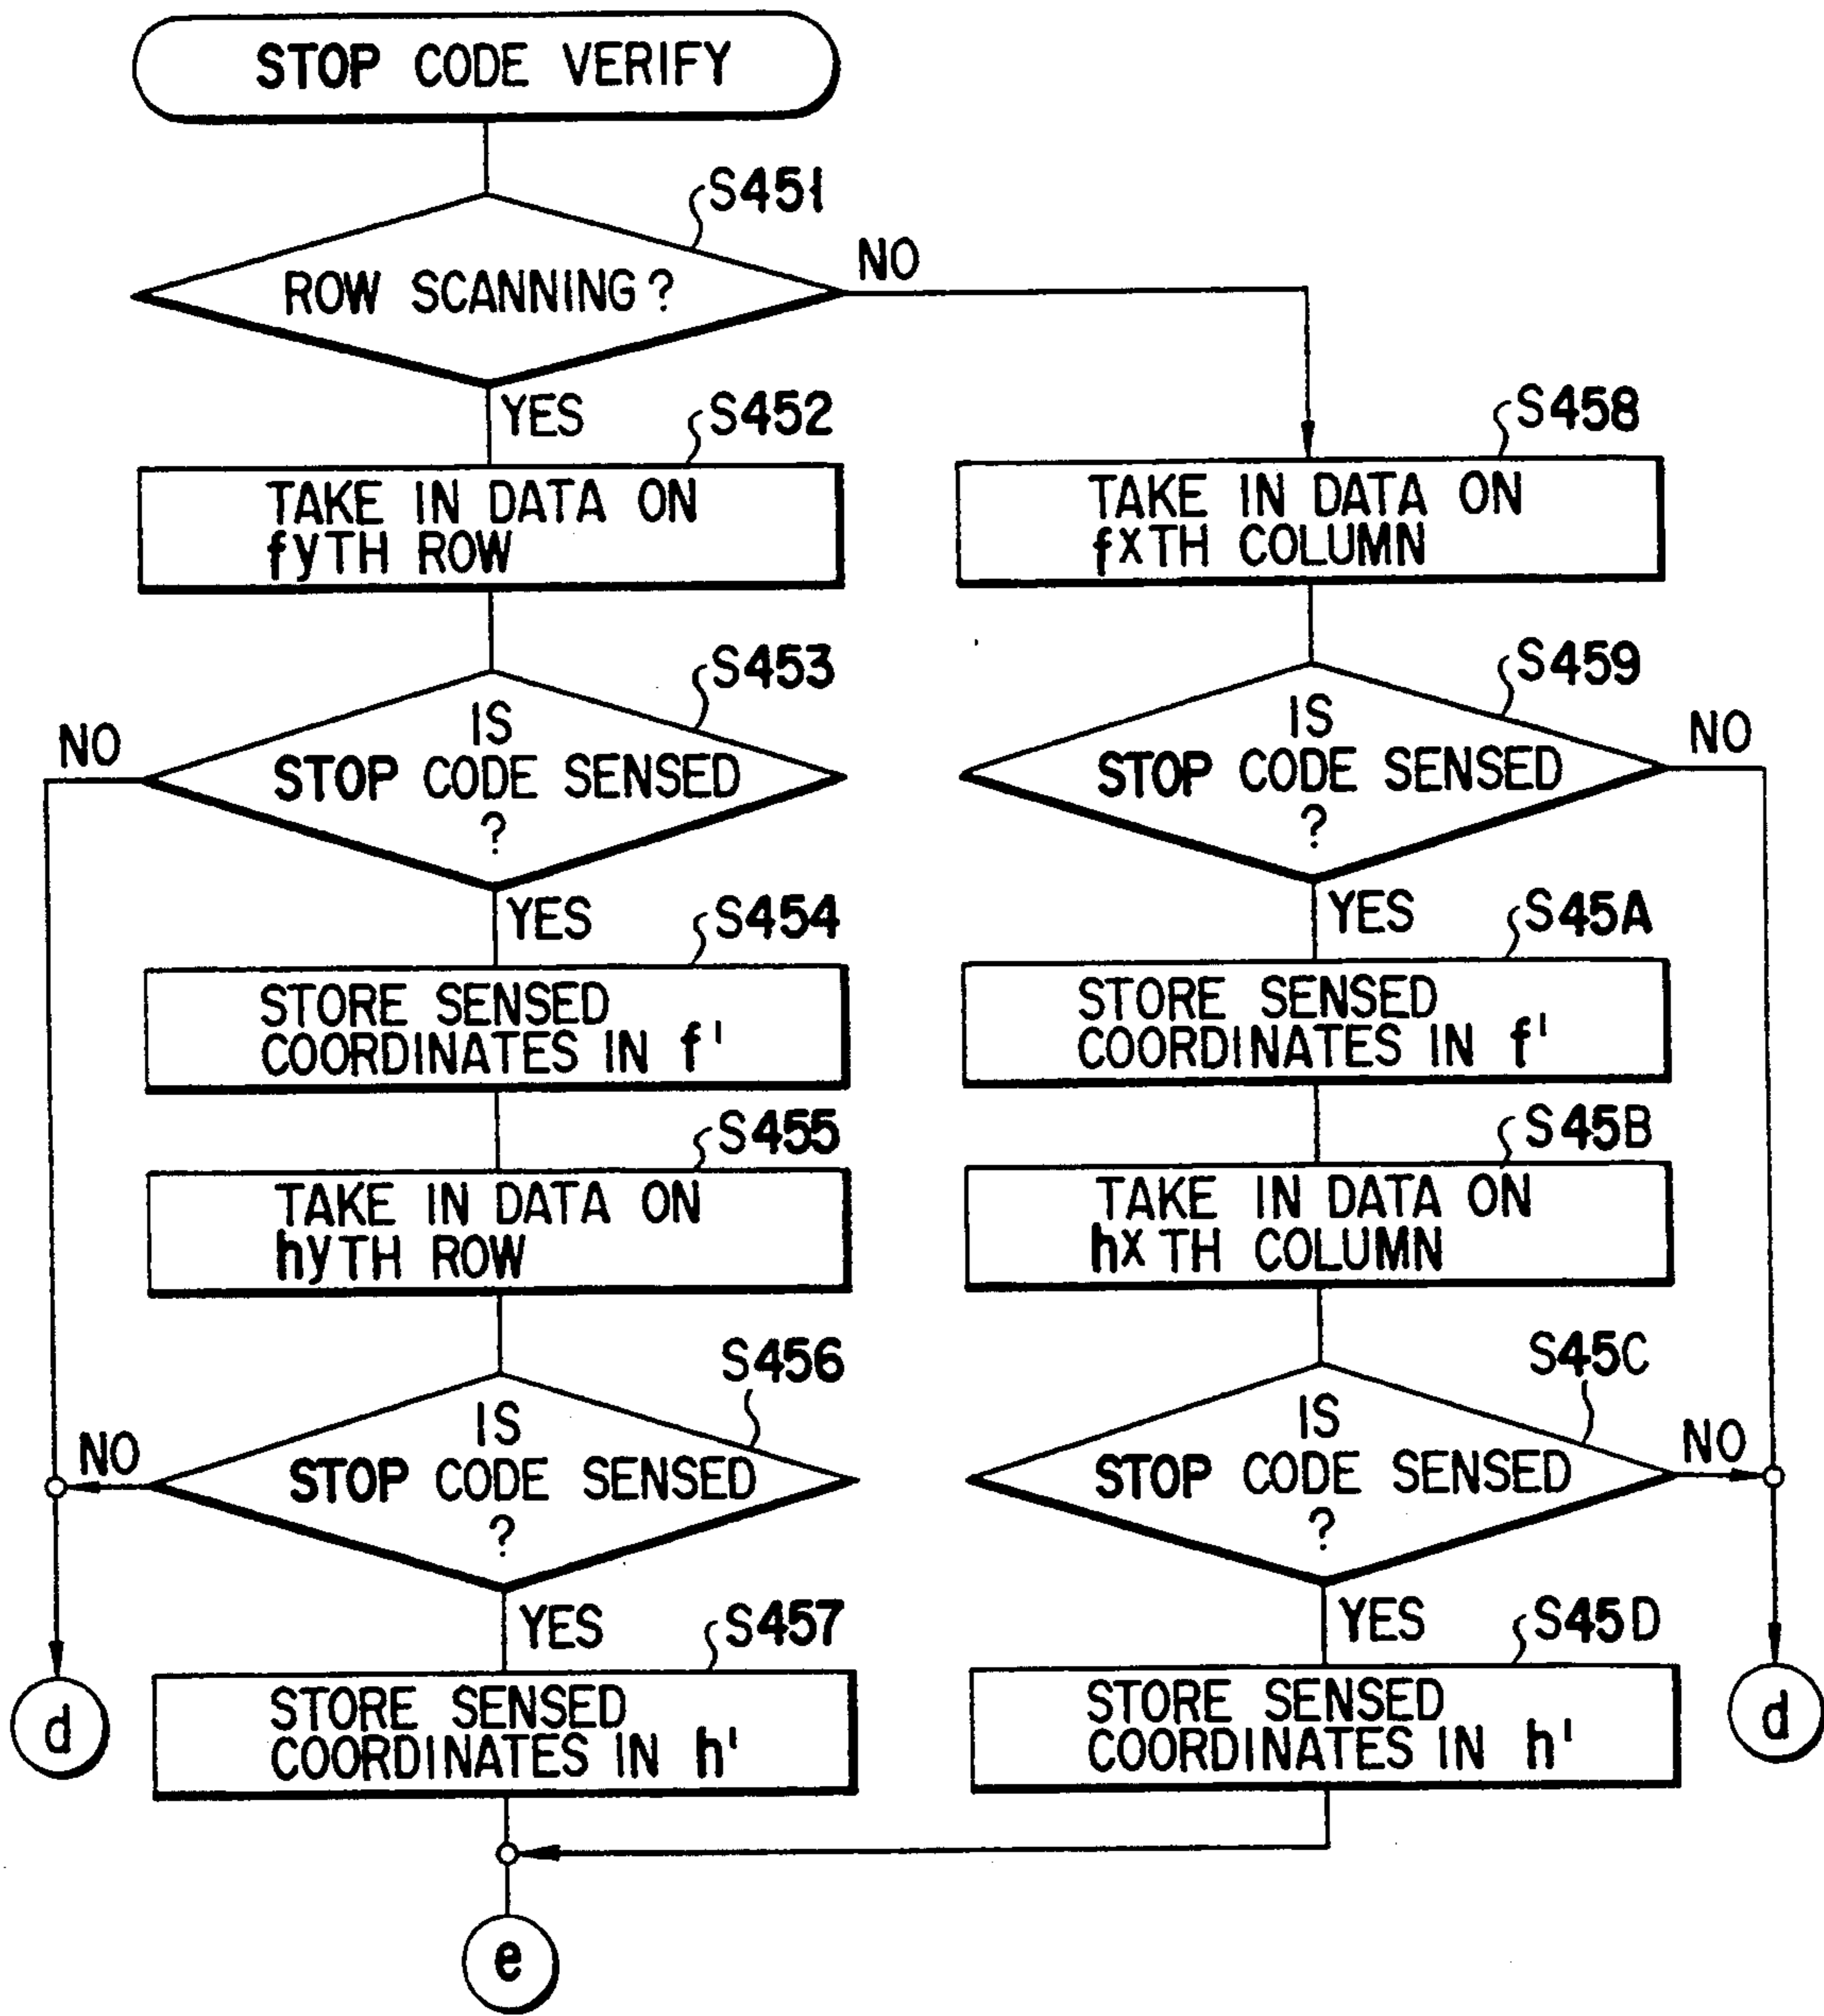 STOP CODE VERIFY
S451
ROW SCANNING?
NO
YES
S452
TAKE IN DATA ON
fyTH ROW
S453
IS
STOP CODE SENSED
?
NO
YES
S454
STORE SENSED
COORDINATES IN f'
S455
TAKE IN DATA ON
hyTH ROW
S456
IS
STOP CODE SENSED
?
NO
YES
S457
STORE SENSED
COORDINATES IN h'
d
S458
TAKE IN DATA ON
fxTH COLUMN
S459
IS
STOP CODE SENSED
?
NO
YES
S45A
STORE SENSED
COORDINATES IN f'
S45B
TAKE IN DATA ON
hxTH COLUMN
S45C
IS
STOP CODE SENSED
?
NO
YES
S45D
STORE SENSED
COORDINATES IN h'
d
e